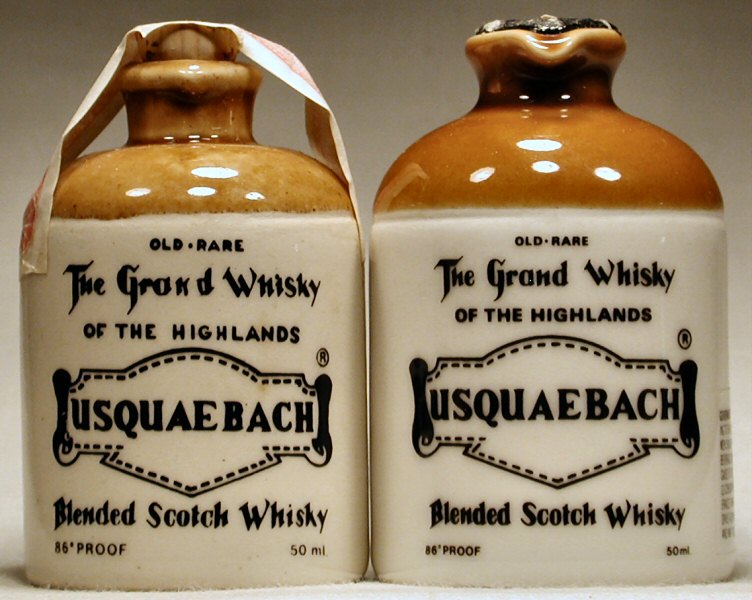 OLD·RARE
The Grand Whisky
OF THE HIGHLANDS
®
USQUAEBACH
Blended Scotch Whisky
86° PROOF 50 ml.
OLD·RARE
The Grand Whisky
OF THE HIGHLANDS
®
USQUAEBACH
Blended Scotch Whisky
86° PROOF 50ml.